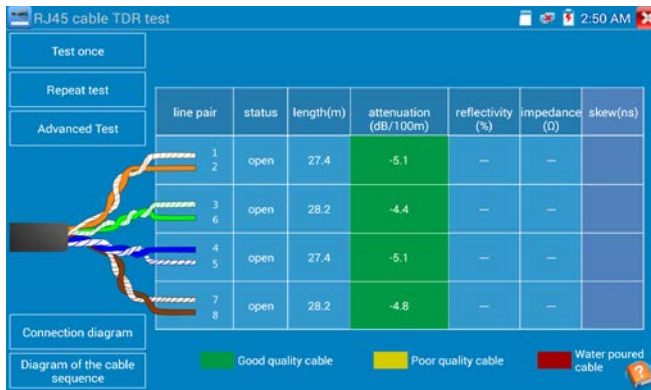 RJ45 cable TDR test
2:50 AM
Test once
Repeat test
Advanced Test
line pair status length(m) attenuation (dB/100m) reflectivity (%) impedance (Ω) skew(ns)
1
2
open 27.4 -5.1 — —
3
6
open 28.2 -4.4 — —
4
5
open 27.4 -5.1 — —
7
8
open 28.2 -4.8 — —
Connection diagram
Diagram of the cable
sequence
Good quality cable
Poor quality cable
Water poured
cable
?